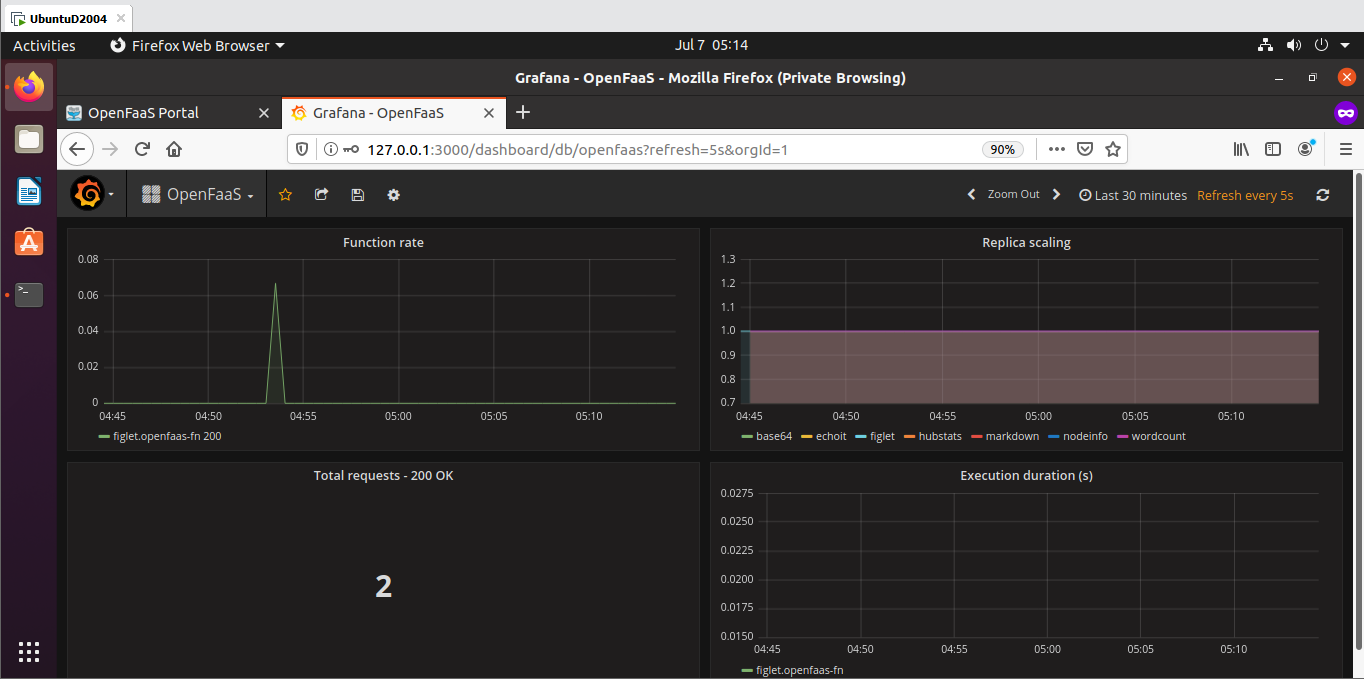 UbuntuD2004
Activities Firefox Web Browser Jul 7 05:14
Grafana - OpenFaaS - Mozilla Firefox (Private Browsing)
OpenFaaS Portal Grafana - OpenFaaS
127.0.0.1:3000/dashboard/db/openfaas?refresh=5s&orgId=1 90%
OpenFaaS Zoom Out Last 30 minutes Refresh every 5s
Function rate
0.08
0.06
0.04
0.02
0
04:45 04:50 04:55 05:00 05:05 05:10
figlet.openfaas-fn 200
Replica scaling
1.3
1.2
1.1
1.0
0.9
0.8
0.7
04:45 04:50 04:55 05:00 05:05 05:10
base64 echoit figlet hubstats markdown nodeinfo wordcount
Total requests - 200 OK
2
Execution duration (s)
0.0275
0.0250
0.0225
0.0200
0.0175
0.0150
04:45 04:50 04:55 05:00 05:05 05:10
figlet.openfaas-fn